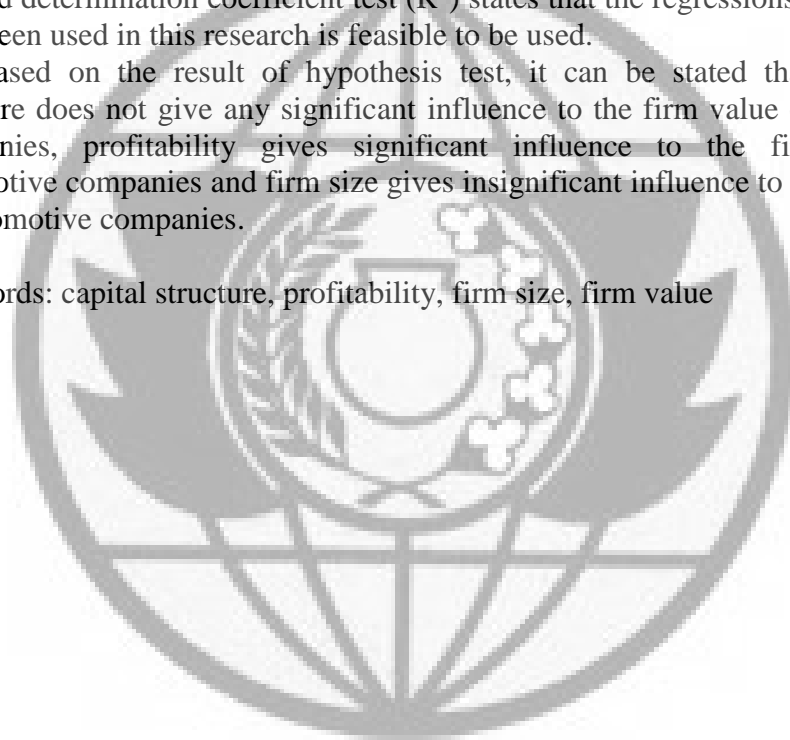 determination coefficient test (R²) states that the regressions
een used in this research is feasible to be used.
ased on the result of hypothesis test, it can be stated th
re does not give any significant influence to the firm value
nies, profitability gives significant influence to the fi
otive companies and firm size gives insignificant influence to
omotive companies.
ords: capital structure, profitability, firm size, firm value